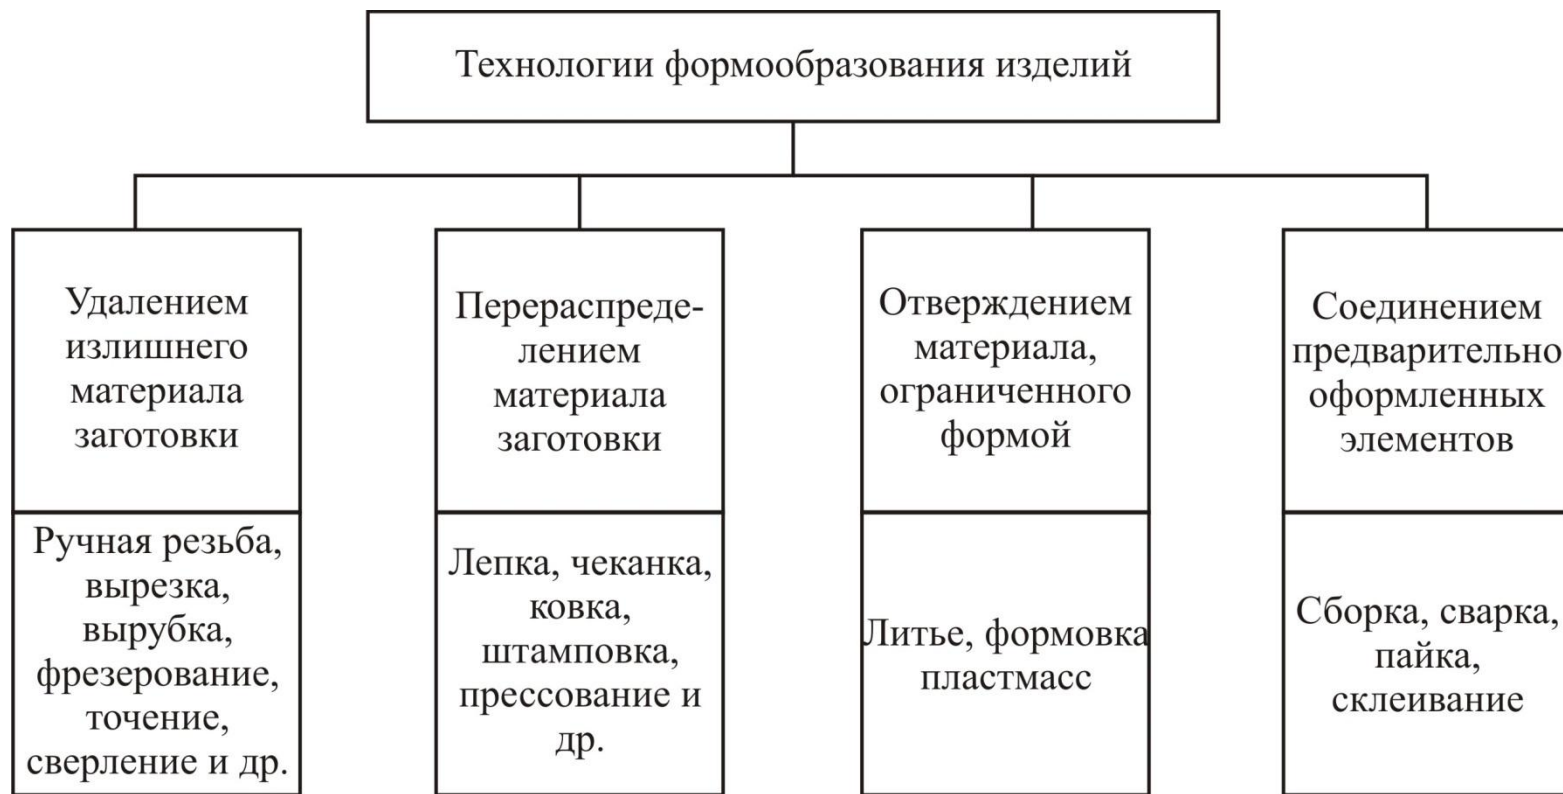 Технологии формообразования изделий
Удалением
излишнего
материала
заготовки
Перераспреде-
лением
материала
заготовки
Отверждением
материала,
ограниченного
формой
Соединением
предварительно
оформленных
элементов
Ручная резьба,
вырезка,
вырубка,
фрезерование,
точение,
сверление и др.
Лепка, чеканка,
ковка,
штамповка,
прессование и
др.
Литье, формовка
пластмасс
Сборка, сварка,
пайка,
склеивание